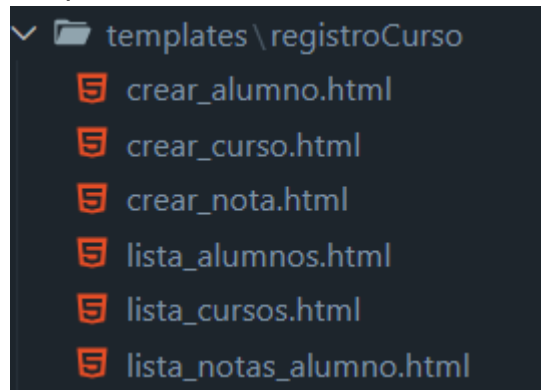 templates\registroCurso
crear_alumno.html
crear_curso.html
crear_nota.html
lista_alumnos.html
lista_cursos.html
lista_notas_alumno.html